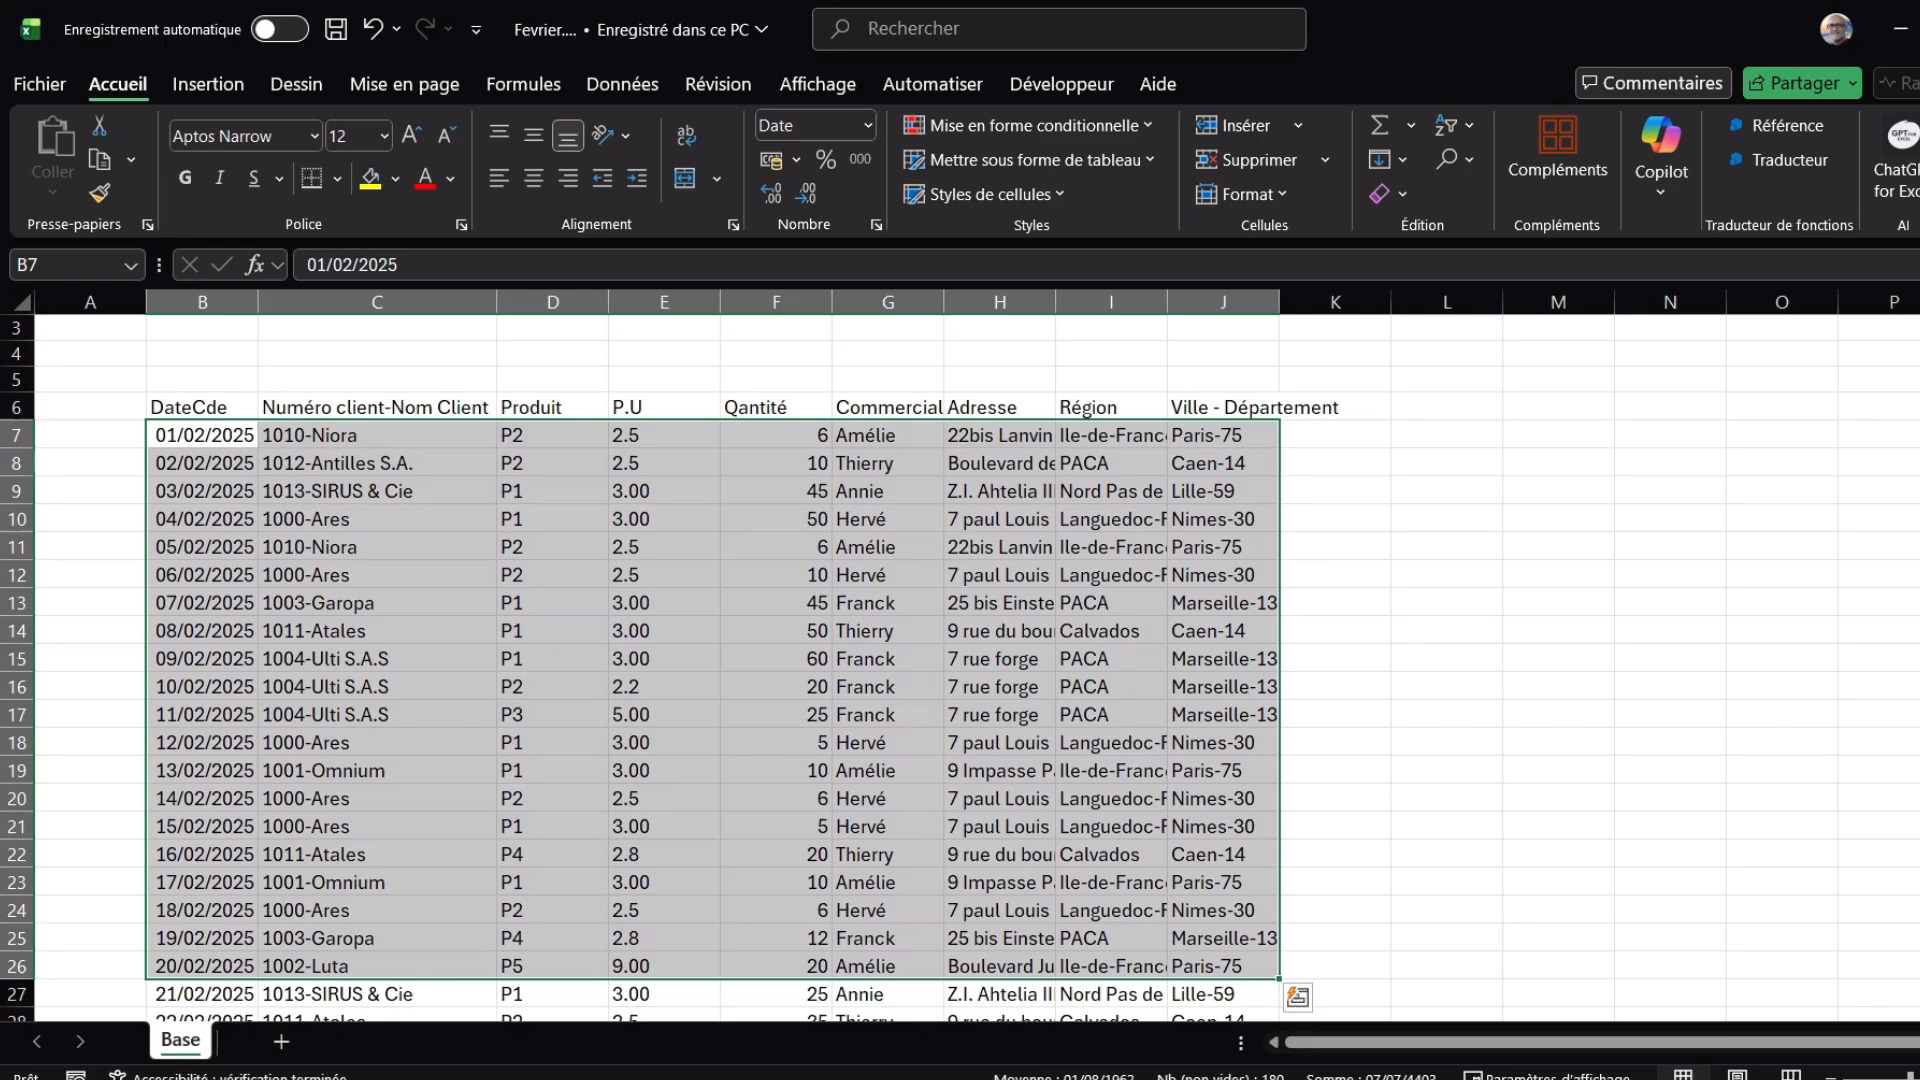 Enregistrement automatique Fevrier.... • Enregistré dans ce PC Rechercher
Fichier Accueil Insertion Dessin Mise en page Formules Données Révision Affichage Automatiser Développeur Aide Commentaires Partager
Coller Aptos Narrow 12 Date Mise en forme conditionnelle Insérer Compléments Copilot Référence
G I S % 000 Mettre sous forme de tableau Supprimer Traducteur
Styles de cellules Format
Presse-papiers Police Alignement Nombre Styles Cellules Édition Compléments Traducteur de fonctions AI
B7 fx 01/02/2025
A B C D E F G H I J K L M N O P
3
4
5
6 DateCde Numéro client-Nom Client Produit P.U Qantité Commercial Adresse Région Ville - Département
7 01/02/2025 1010-Niora P2 2.5 6 Amélie 22bis Lanvin Ile-de-Franc Paris-75
8 02/02/2025 1012-Antilles S.A. P2 2.5 10 Thierry Boulevard de PACA Caen-14
9 03/02/2025 1013-SIRUS & Cie P1 3.00 45 Annie Z.I. Ahtelia II Nord Pas de Lille-59
10 04/02/2025 1000-Ares P1 3.00 50 Hervé 7 paul Louis Languedoc- Nimes-30
11 05/02/2025 1010-Niora P2 2.5 6 Amélie 22bis Lanvin Ile-de-Franc Paris-75
12 06/02/2025 1000-Ares P2 2.5 10 Hervé 7 paul Louis Languedoc- Nimes-30
13 07/02/2025 1003-Garopa P1 3.00 45 Franck 25 bis Einste PACA Marseille-13
14 08/02/2025 1011-Atales P1 3.00 50 Thierry 9 rue du bou Calvados Caen-14
15 09/02/2025 1004-Ulti S.A.S P1 3.00 60 Franck 7 rue forge PACA Marseille-13
16 10/02/2025 1004-Ulti S.A.S P2 2.2 20 Franck 7 rue forge PACA Marseille-13
17 11/02/2025 1004-Ulti S.A.S P3 5.00 25 Franck 7 rue forge PACA Marseille-13
18 12/02/2025 1000-Ares P1 3.00 5 Hervé 7 paul Louis Languedoc- Nimes-30
19 13/02/2025 1001-Omnium P1 3.00 10 Amélie 9 Impasse P Ile-de-Franc Paris-75
20 14/02/2025 1000-Ares P2 2.5 6 Hervé 7 paul Louis Languedoc- Nimes-30
21 15/02/2025 1000-Ares P1 3.00 5 Hervé 7 paul Louis Languedoc- Nimes-30
22 16/02/2025 1011-Atales P4 2.8 20 Thierry 9 rue du bou Calvados Caen-14
23 17/02/2025 1001-Omnium P1 3.00 10 Amélie 9 Impasse P Ile-de-Franc Paris-75
24 18/02/2025 1000-Ares P2 2.5 6 Hervé 7 paul Louis Languedoc- Nimes-30
25 19/02/2025 1003-Garopa P4 2.8 12 Franck 25 bis Einste PACA Marseille-13
26 20/02/2025 1002-Luta P5 9.00 20 Amélie Boulevard Ju Ile-de-Franc Paris-75
27 21/02/2025 1013-SIRUS & Cie P1 3.00 25 Annie Z.I. Ahtelia II Nord Pas de Lille-59
Base
Prêt Accessibilité : vérification terminée Moyenne : 01/08/1962 Nb (non vides) : 180 Somme : 07/07/4403 Paramètres d'affichage